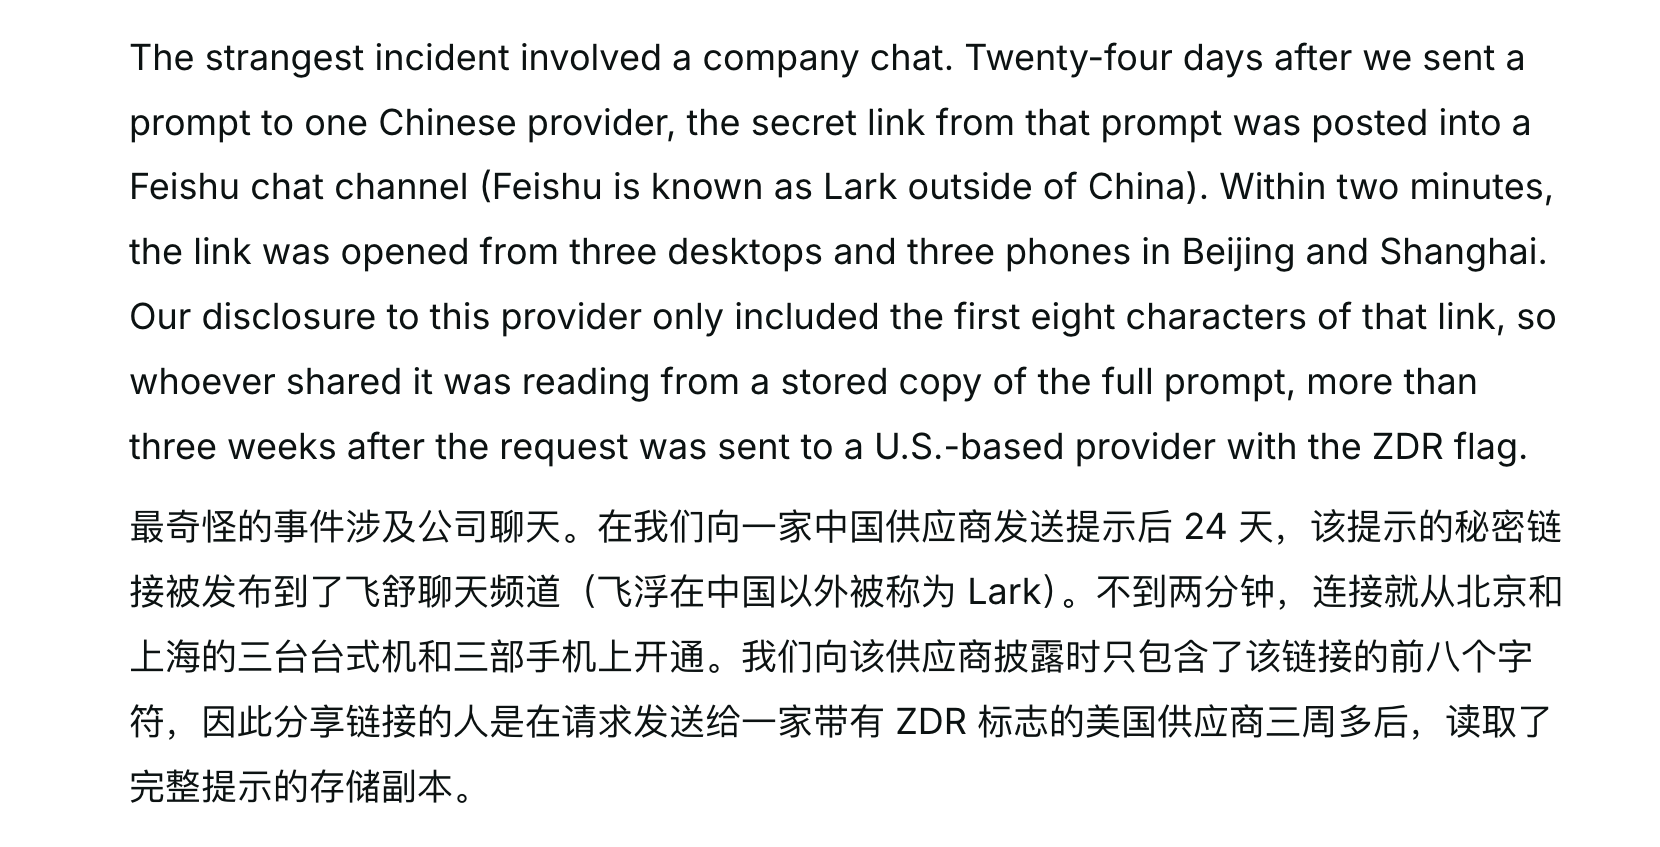 The strangest incident involved a company chat. Twenty-four days after we sent a
prompt to one Chinese provider, the secret link from that prompt was posted into a
Feishu chat channel (Feishu is known as Lark outside of China). Within two minutes,
the link was opened from three desktops and three phones in Beijing and Shanghai.
Our disclosure to this provider only included the first eight characters of that link, so
whoever shared it was reading from a stored copy of the full prompt, more than
three weeks after the request was sent to a U.S.-based provider with the ZDR flag.
最奇怪的事件涉及公司聊天。在我们向一家中国供应商发送提示后 24 天，该提示的秘密链
接被发布到了飞舒聊天频道（飞浮在中国以外被称为 Lark）。不到两分钟，连接就从北京和
上海的三台台式机和三部手机上开通。我们向该供应商披露时只包含了该链接的前八个字
符，因此分享链接的人是在请求发送给一家带有 ZDR 标志的美国供应商三周多后，读取了
完整提示的存储副本。